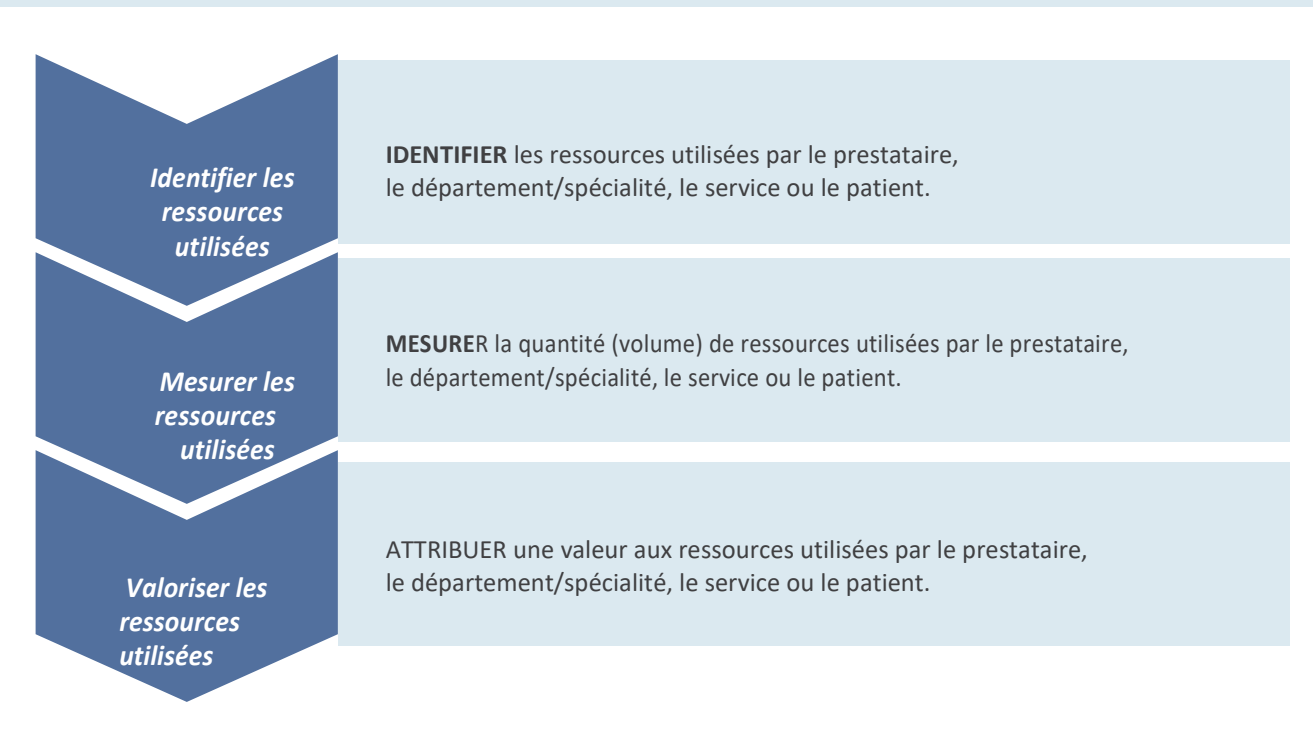 Identifier les
ressources
utilisées
IDENTIFIER les ressources utilisées par le prestataire,
le département/spécialité, le service ou le patient.
Mesurer les
ressources
utilisées
MESURER la quantité (volume) de ressources utilisées par le prestataire,
le département/spécialité, le service ou le patient.
Valoriser les
ressources
utilisées
ATTRIBUER une valeur aux ressources utilisées par le prestataire,
le département/spécialité, le service ou le patient.